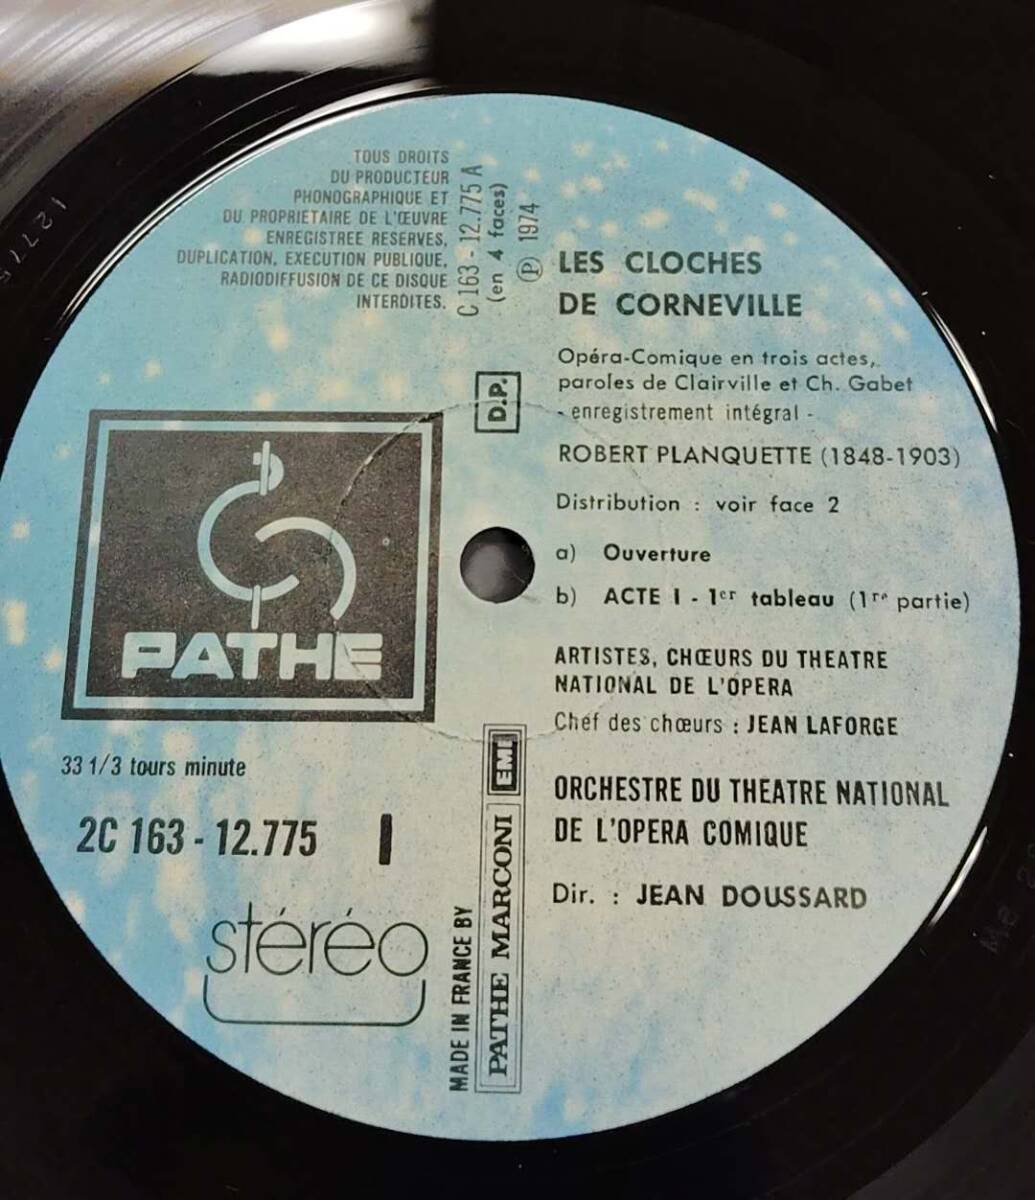 TOUS DROITS
DU PRODUCTEUR
PHONOGRAPHIQUE ET
DU PROPRIETAIRE DE L'ŒUVRE
ENREGISTREE RESERVES,
DUPLICATION, EXECUTION PUBLIQUE,
RADIODIFFUSION DE CE DISQUE
INTERDITES.
C 163 - 12.775 A
(en 4 faces)
Ⓟ 1974
LES CLOCHES
DE CORNEVILLE
Opéra-Comique en trois actes,
paroles de Clairville et Ch. Gabet
- enregistrement intégral -
D.P.
ROBERT PLANQUETTE (1848-1903)
Distribution : voir face 2
a) Ouverture
b) ACTE I - 1er tableau (1re partie)
ARTISTES, CHŒURS DU THEATRE
NATIONAL DE L'OPERA
Chef des chœurs : JEAN LAFORGE
ORCHESTRE DU THEATRE NATIONAL
DE L'OPERA COMIQUE
Dir. : JEAN DOUSSARD
PATHE
33 1/3 tours minute
2C 163 - 12.775 I
stéréo
MADE IN FRANCE BY
PATHE MARCONI EMI